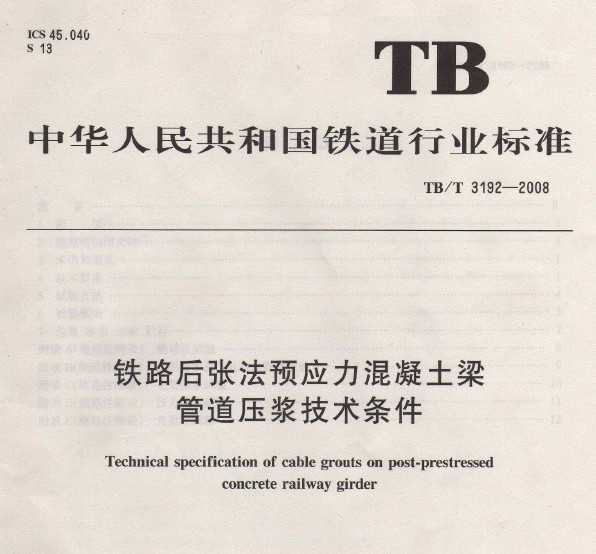 ICS 45.040
S 13
TB
中华人民共和国铁道行业标准
TB/T 3192—2008
铁路后张法预应力混凝土梁
管道压浆技术条件
Technical specification of cable grouts on post-prestressed
concrete railway girder